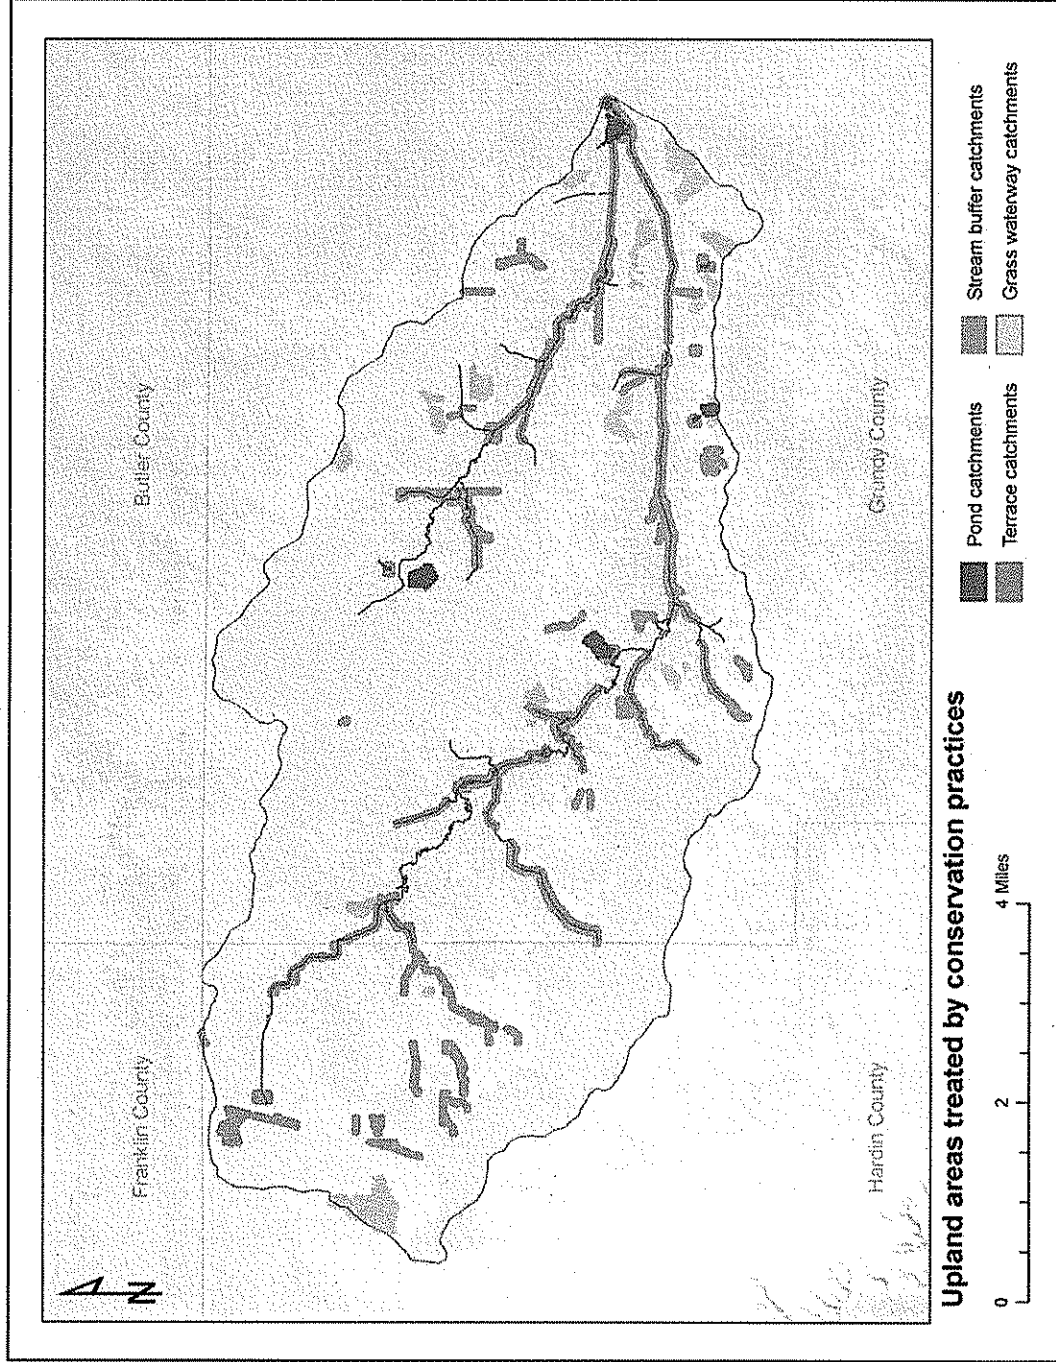 Franklin County
Butler County
Hardin County
Grundy County
N
Upland areas treated by conservation practices
0 2 4 Miles
Pond catchments
Terrace catchments
Stream buffer catchments
Grass waterway catchments